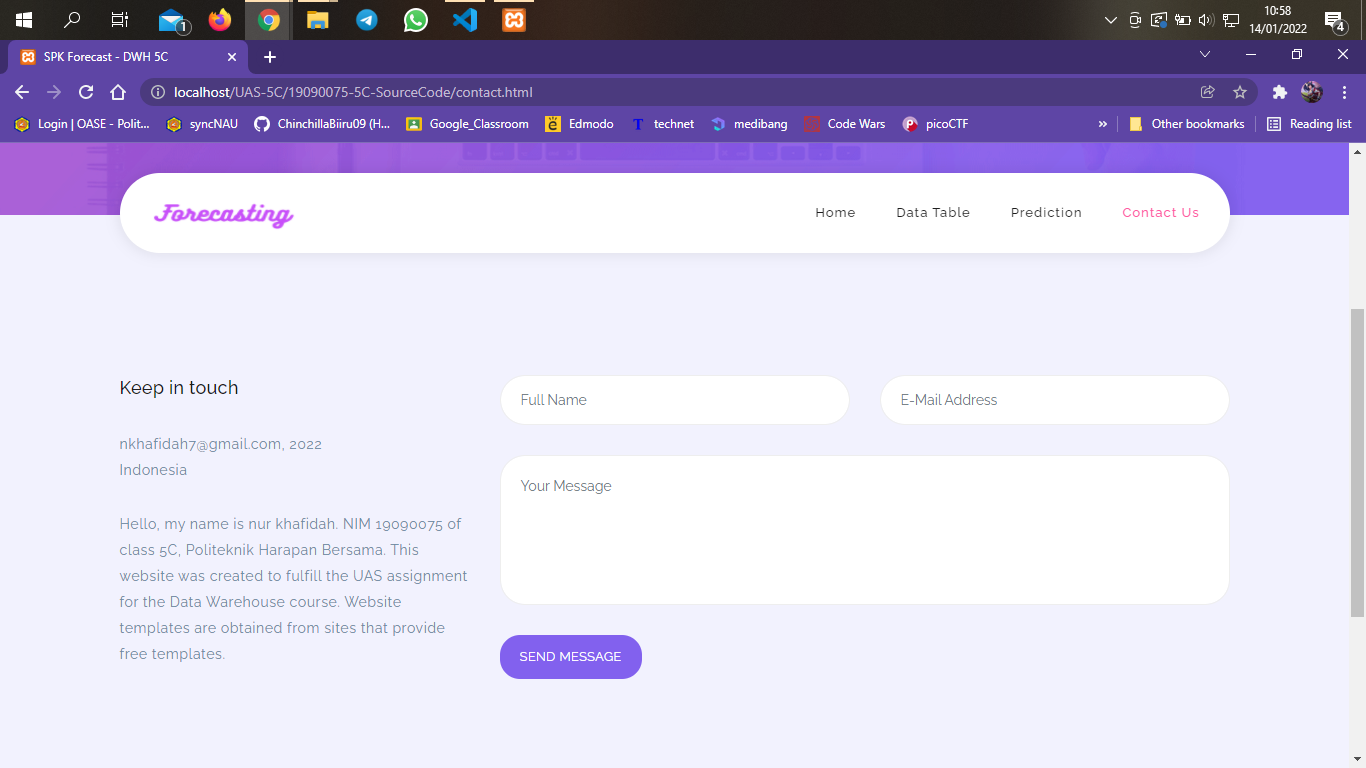 1
10:58
14/01/2022
4
SPK Forecast - DWH 5C
localhost/UAS-5C/19090075-5C-SourceCode/contact.html
Login | OASE - Polit...
syncNAU
ChinchillaBiiru09 (H...
Google_Classroom
Edmodo
technet
medibang
Code Wars
picoCTF
»
Other bookmarks
Reading list
Forecasting
Home
Data Table
Prediction
Contact Us
Keep in touch
nkhafidah7@gmail.com, 2022
Indonesia
Hello, my name is nur khafidah. NIM 19090075 of
class 5C, Politeknik Harapan Bersama. This
website was created to fulfill the UAS assignment
for the Data Warehouse course. Website
templates are obtained from sites that provide
free templates.
Full Name
E-Mail Address
Your Message
SEND MESSAGE